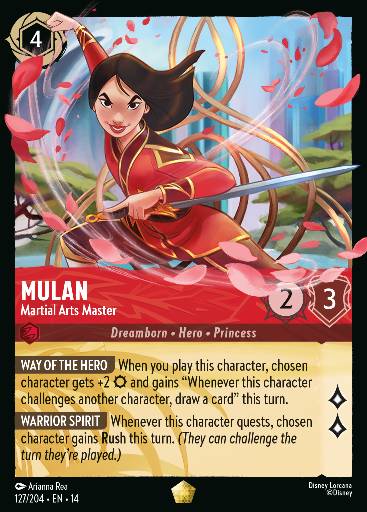 4
MULAN
Martial Arts Master
2
3
Dreamborn • Hero • Princess
WAY OF THE HERO When you play this character, chosen
character gets +2 and gains “Whenever this character
challenges another character, draw a card” this turn.
WARRIOR SPIRIT Whenever this character quests, chosen
character gains Rush this turn. (They can challenge the
turn they’re played.)
Arianna Rea
127/204 • EN • 14
Disney Lorcana
©Disney